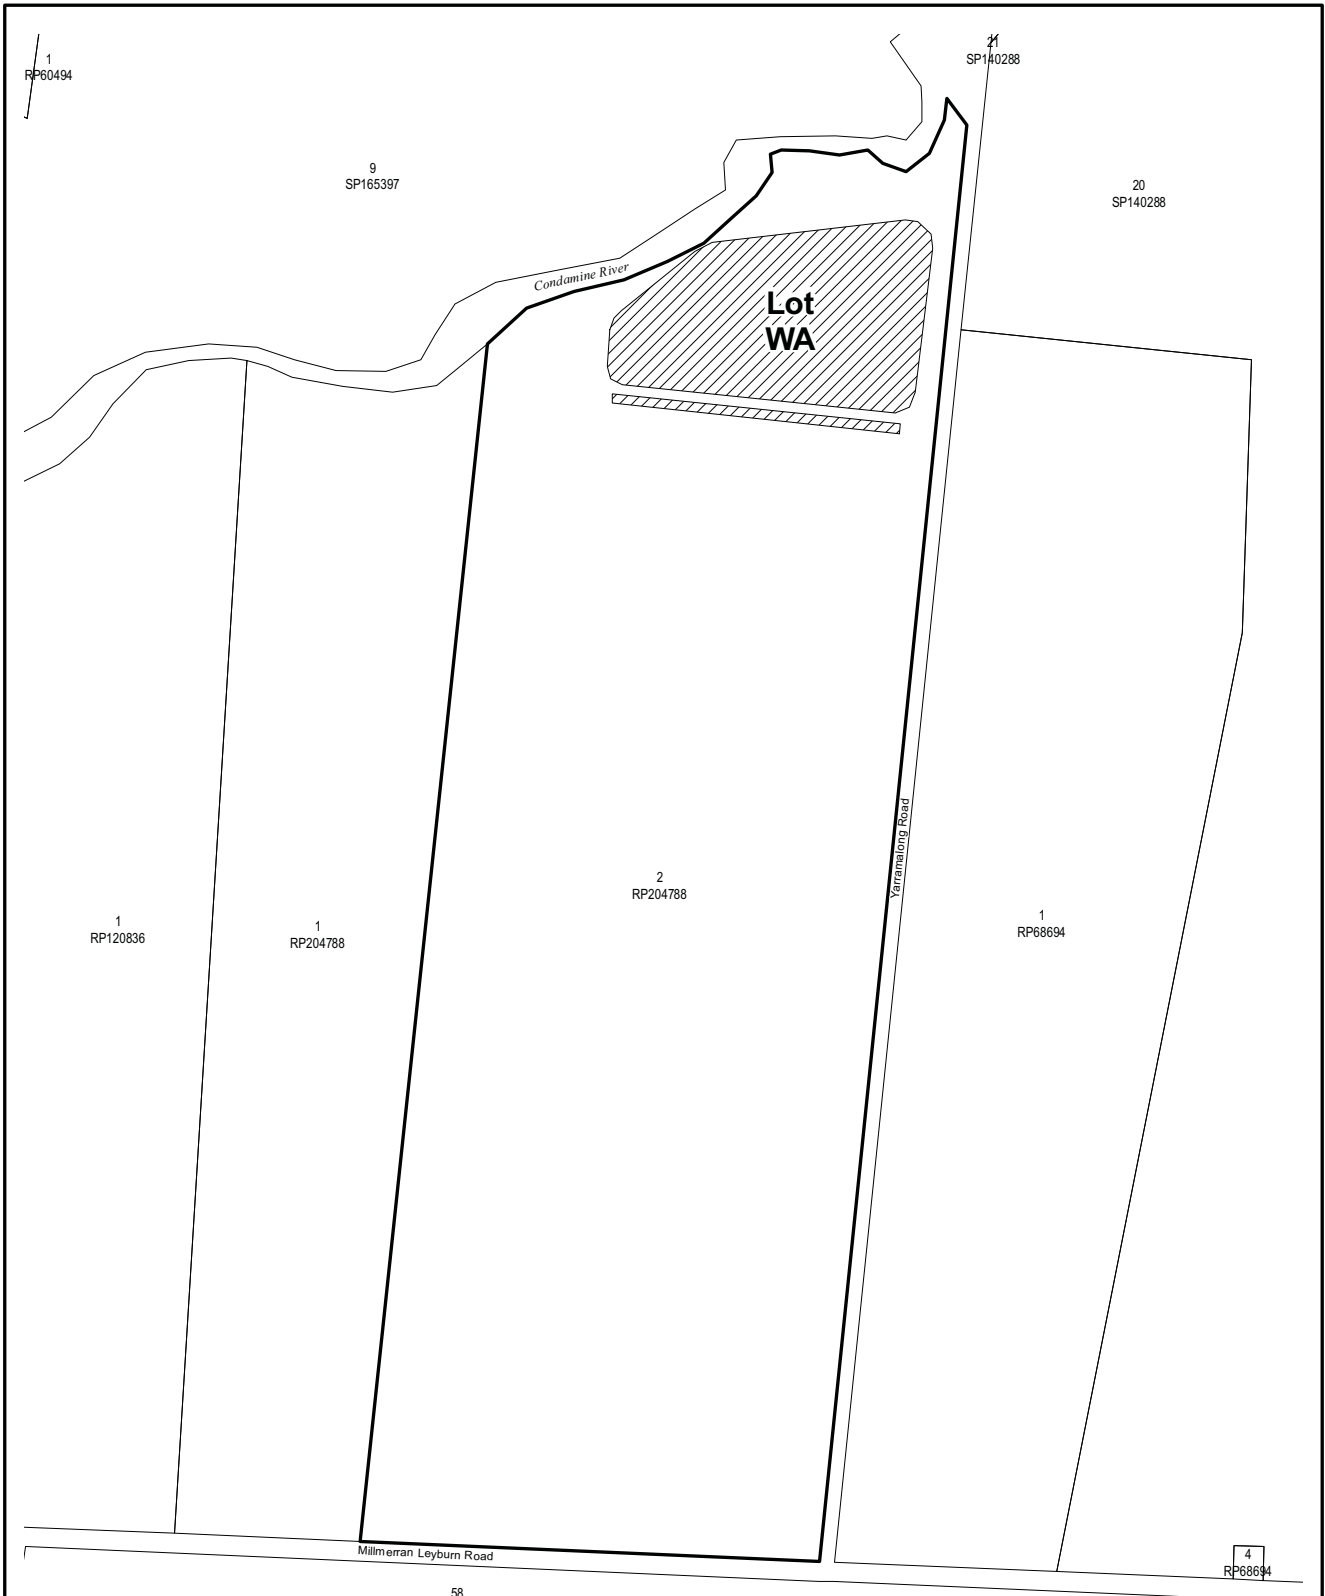 21
SP140288
1
RP60494
9
SP165397
20
SP140288
Condamine River
Lot
WA
Yarramalong Road
2
RP204788
1
RP68694
1
RP120836
1
RP204788
Millmerran Leyburn Road
4
RP68694
58